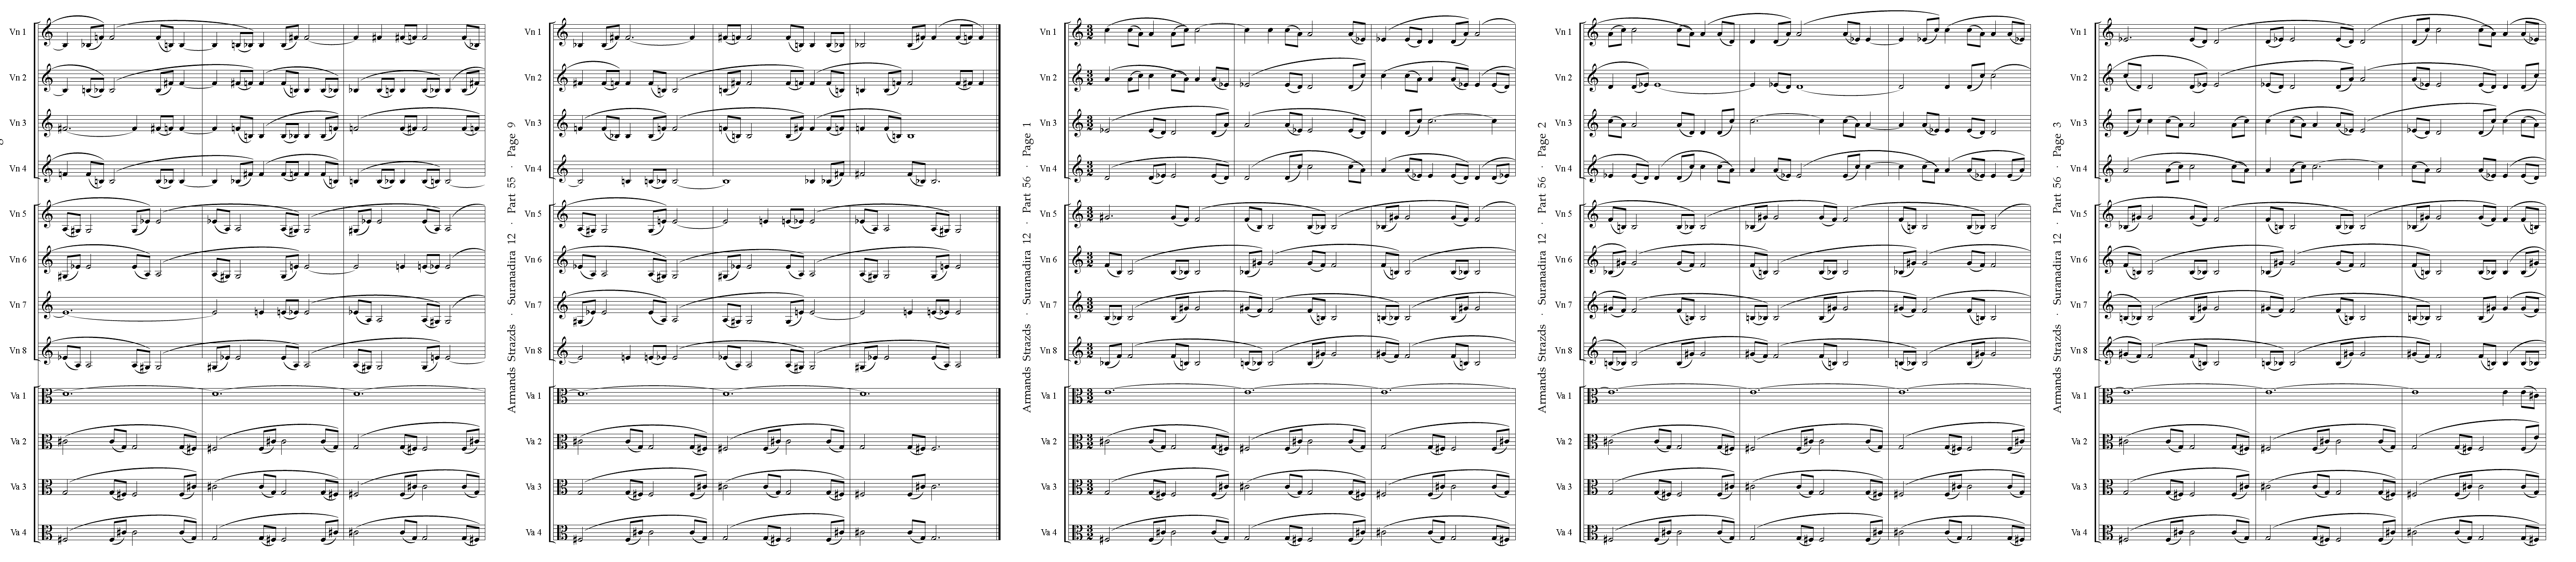 Vn 1
Vn 2
Vn 3
Vn 4
Vn 5
Vn 6
Vn 7
Vn 8
Va 1
Va 2
Va 3
Va 4
Armands Strazds · Suranadira 12 · Part 55 · Page 9
Vn 1
Vn 2
Vn 3
Vn 4
Vn 5
Vn 6
Vn 7
Vn 8
Va 1
Va 2
Va 3
Va 4
Armands Strazds · Suranadira 12 · Part 56 · Page 1
Vn 1
Vn 2
Vn 3
Vn 4
Vn 5
Vn 6
Vn 7
Vn 8
Va 1
Va 2
Va 3
Va 4
Armands Strazds · Suranadira 12 · Part 56 · Page 2
Vn 1
Vn 2
Vn 3
Vn 4
Vn 5
Vn 6
Vn 7
Vn 8
Va 1
Va 2
Va 3
Va 4
Armands Strazds · Suranadira 12 · Part 56 · Page 3
Vn 1
Vn 2
Vn 3
Vn 4
Vn 5
Vn 6
Vn 7
Vn 8
Va 1
Va 2
Va 3
Va 4